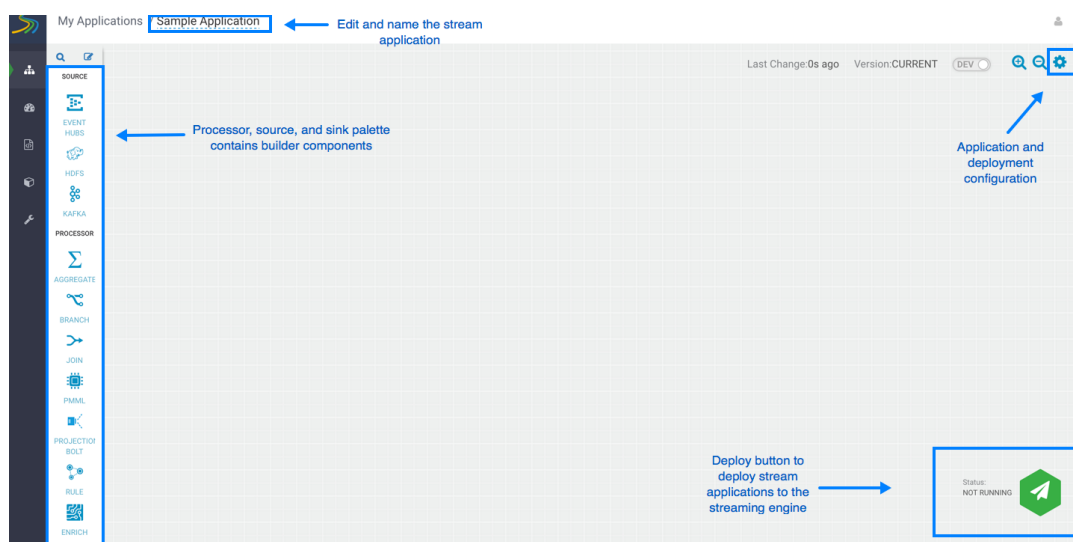 My Applications / Sample Application
Edit and name the stream
application
Last Change:0s ago Version:CURRENT DEV
SOURCE
EVENT
HUBS
HDFS
KAFKA
PROCESSOR
AGGREGATE
BRANCH
JOIN
PMML
PROJECTION
BOLT
RULE
ENRICH
Processor, source, and sink palette
contains builder components
Application and
deployment
configuration
Deploy button to
deploy stream
applications to the
streaming engine
Status:
NOT RUNNING